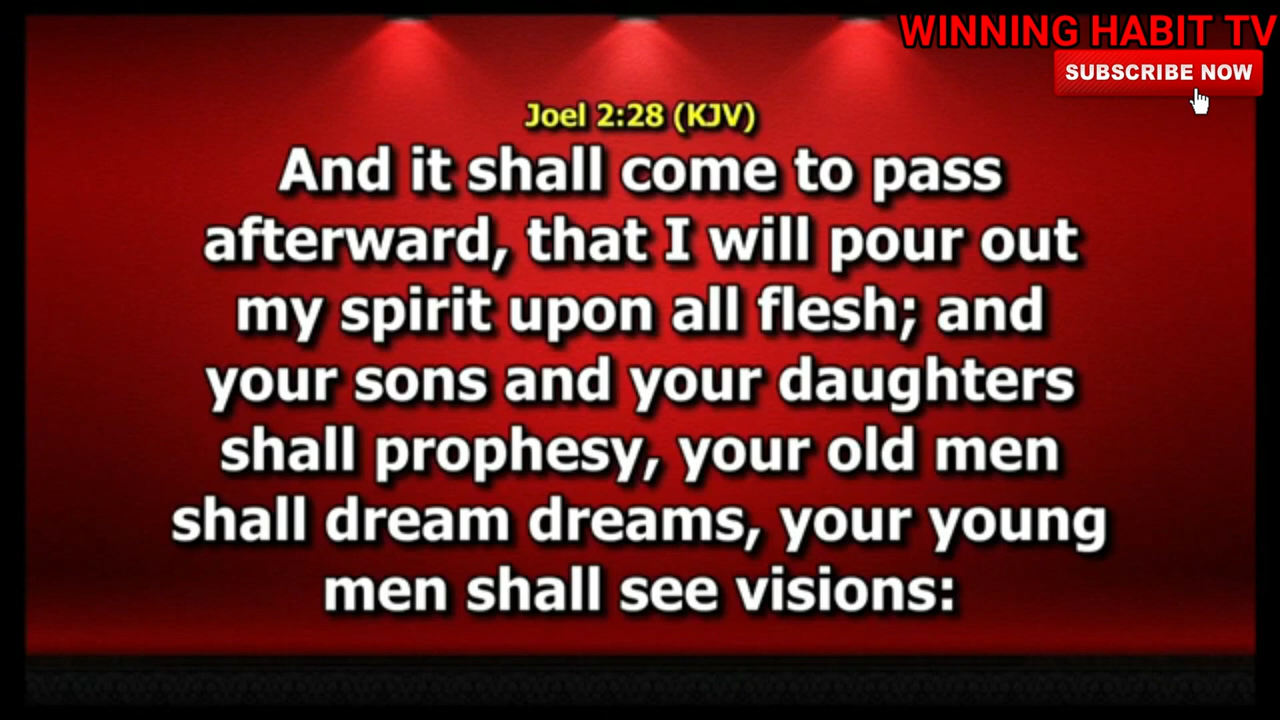 WINNING HABIT TV
SUBSCRIBE NOW
Joel 2:28 (KJV)
And it shall come to pass
afterward, that I will pour out
my spirit upon all flesh; and
your sons and your daughters
shall prophesy, your old men
shall dream dreams, your young
men shall see visions: